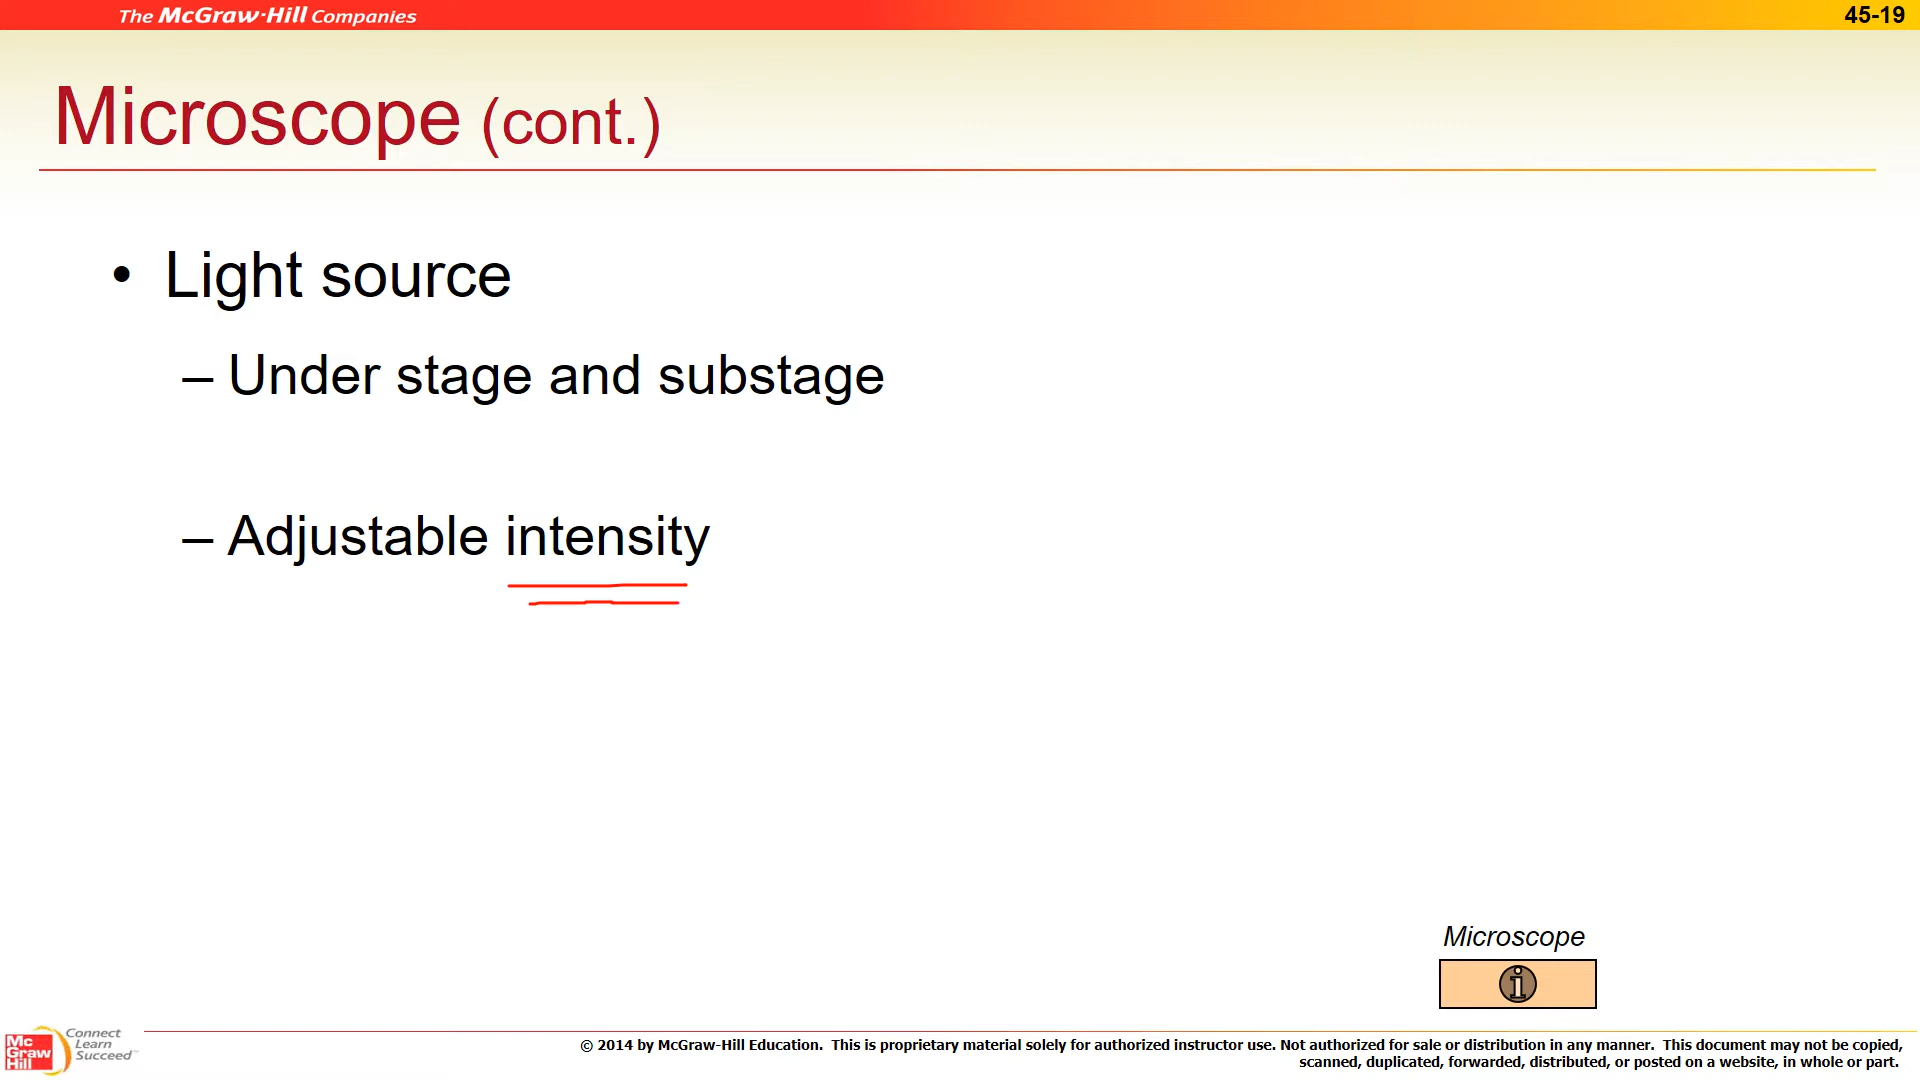 The McGraw-Hill Companies
45-19
Microscope (cont.)
• Light source
– Under stage and substage
– Adjustable intensity
Microscope
i
Mc
Graw
Hill
Connect
Learn
Succeed™
© 2014 by McGraw-Hill Education. This is proprietary material solely for authorized instructor use. Not authorized for sale or distribution in any manner. This document may not be copied,
scanned, duplicated, forwarded, distributed, or posted on a website, in whole or part.